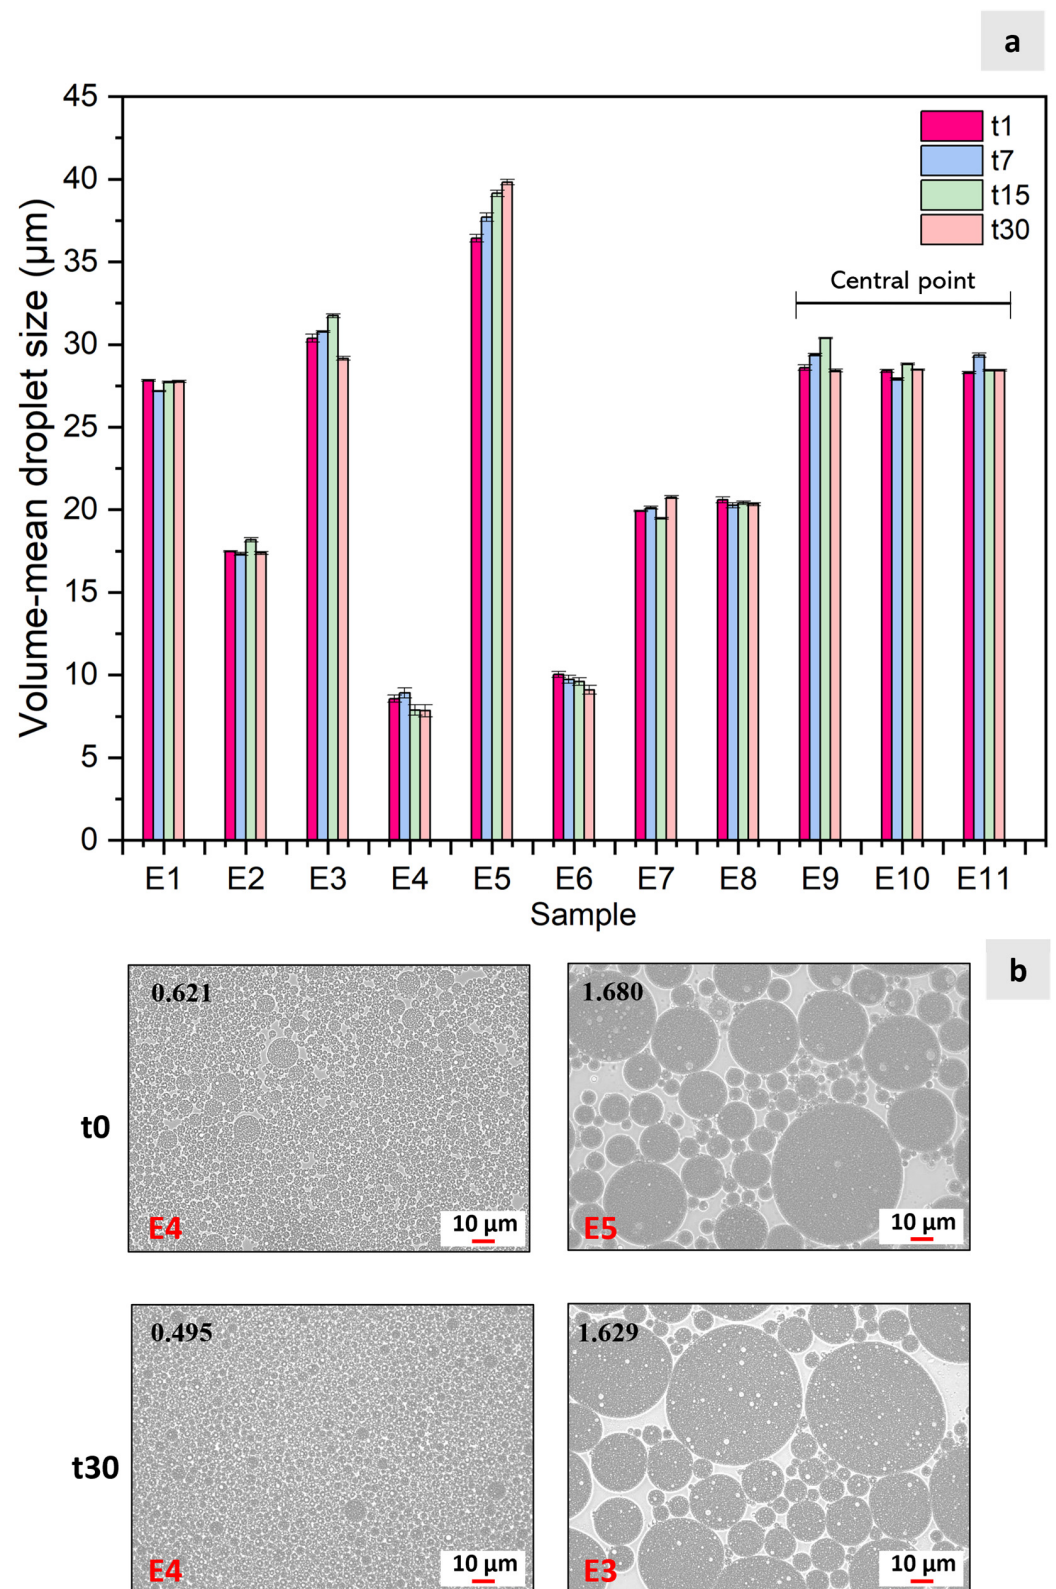 a
45
40
35
30
25
20
15
10
5
0
Volume-mean droplet size (μm)
t1
t7
t15
t30
Central point
E1 E2 E3 E4 E5 E6 E7 E8 E9 E10 E11
Sample
b
t0
0.621
E4
10 μm
1.680
E5
10 μm
t30
0.495
E4
10 μm
1.629
E3
10 μm